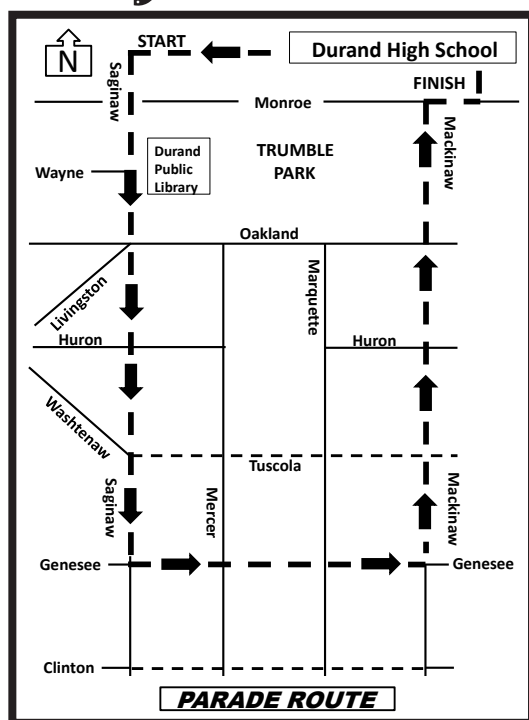 START
Durand High School
N
Saginaw
FINISH
Monroe
Mackinaw
Durand
Public
Library
TRUMBLE
PARK
Wayne
Oakland
Livingston
Marquette
Huron
Huron
Washtenaw
Tuscola
Saginaw
Mercer
Mackinaw
Genesee
Genesee
Clinton
PARADE ROUTE